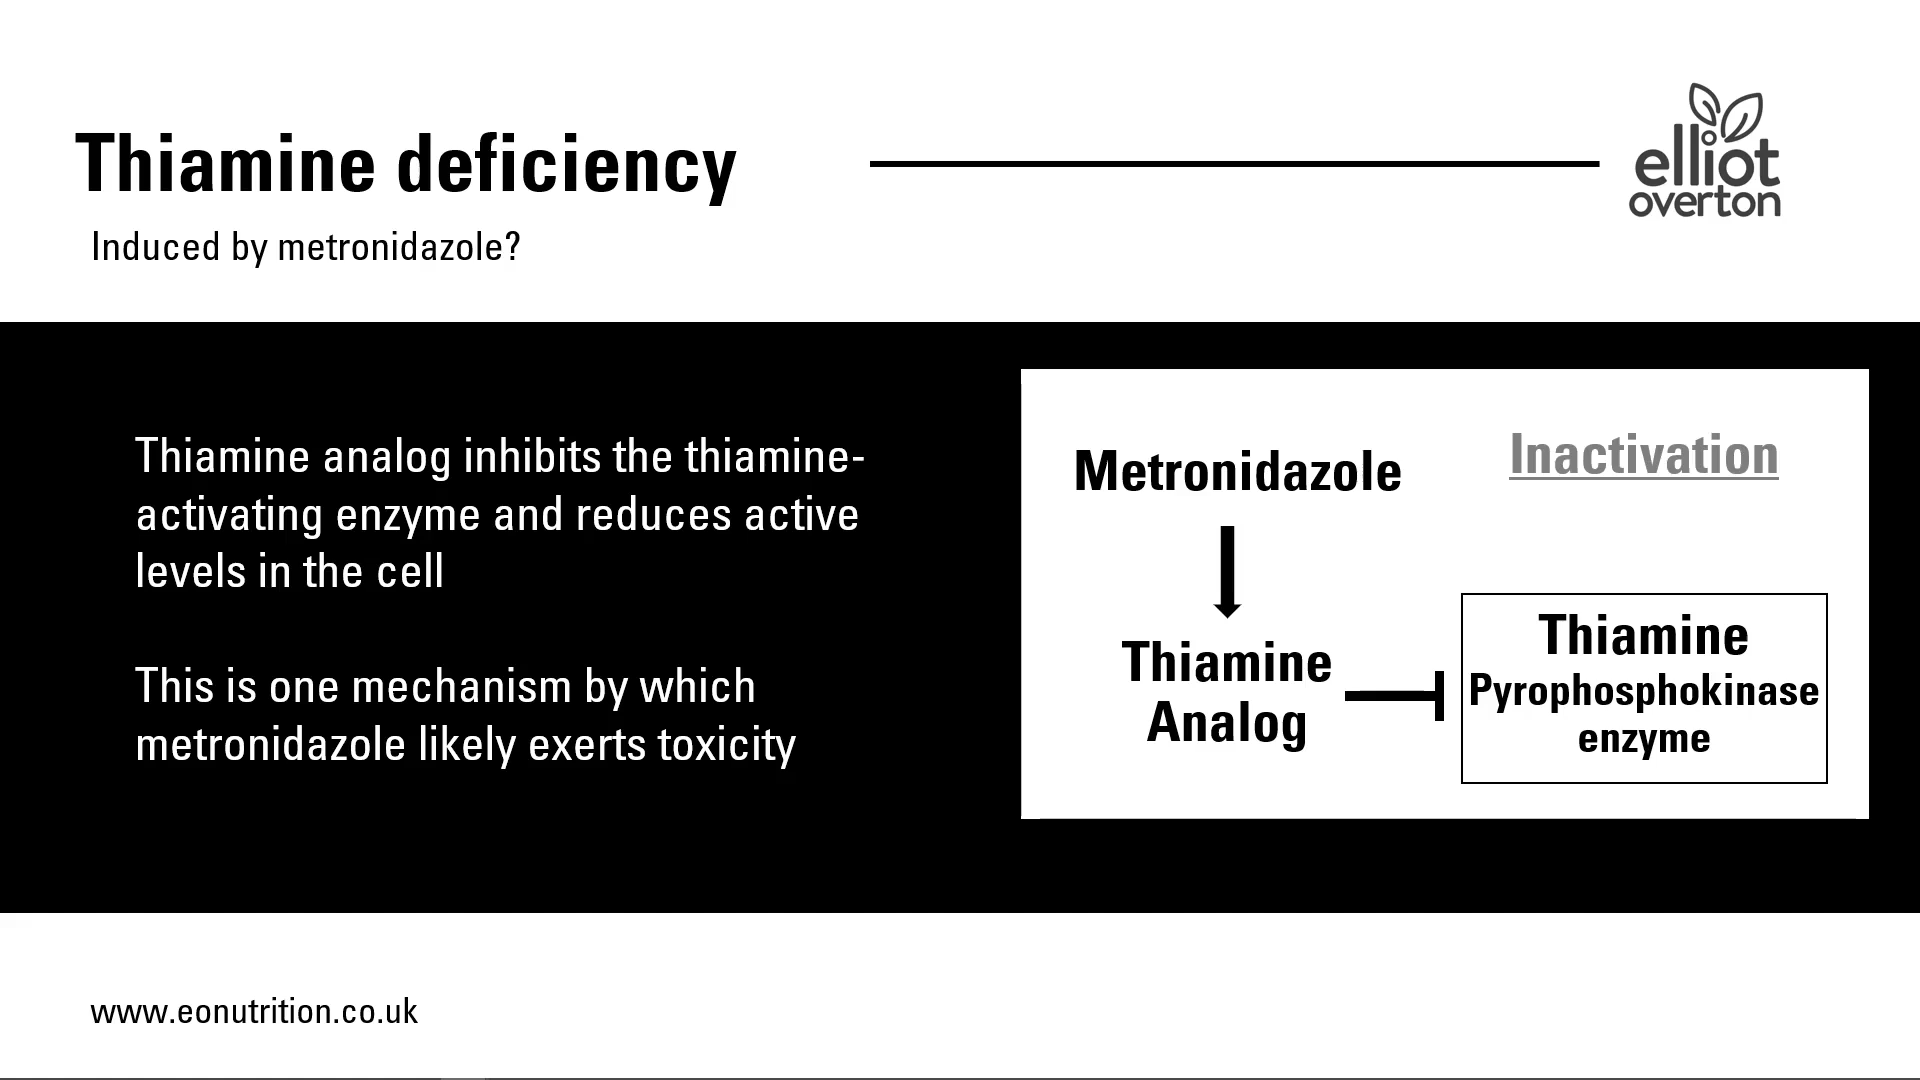 Thiamine deficiency
Induced by metronidazole?
elliot
overton
Thiamine analog inhibits the thiamine-
activating enzyme and reduces active
levels in the cell
This is one mechanism by which
metronidazole likely exerts toxicity
Metronidazole
Inactivation
Thiamine
Analog
Thiamine
Pyrophosphokinase
enzyme
www.eonutrition.co.uk